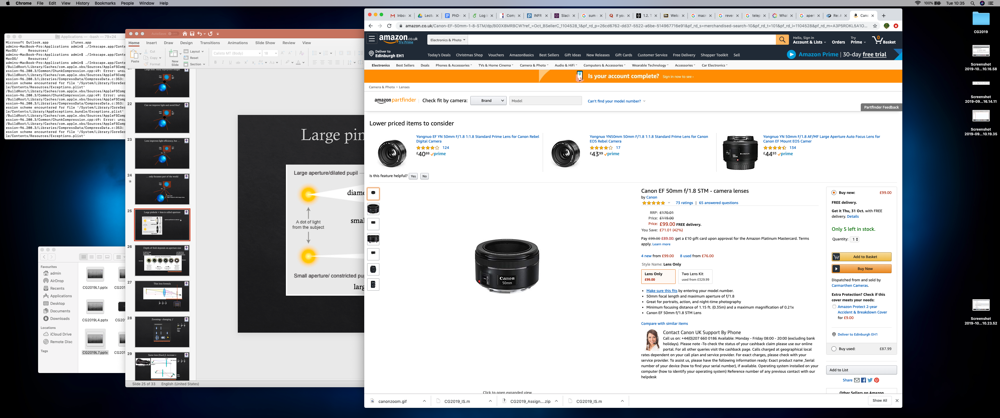 Chrome File Edit View History Bookmarks People Window Help
100% Tue 10:35
Applications — -bash — 79×24
Microsoft Outlook.app iTunes.app
admins-MacBook-Pro:Applications admin$ ./Inkscape.app/Conte
MacOS/ Resources/
admins-MacBook-Pro:Applications admin$ ./Inkscape.app/Conte
MacOS/ Resources/
admins-MacBook-Pro:Applications admin$ ./Inkscape.app/Conte
/BuildRoot/Library/Caches/com.apple.xbs/Sources/AppleFSComp
ession-96.200.3/Common/ChunkCompression.cpp:49: Error: unsu
/BuildRoot/Library/Caches/com.apple.xbs/Sources/AppleFSComp
ession-96.200.3/Libraries/CompressData/CompressData.c:353:
ession scheme encountered for file '/System/Library/CoreSer
le/Contents/Resources/Exceptions.plist'
/BuildRoot/Library/Caches/com.apple.xbs/Sources/AppleFSComp
ession-96.200.3/Common/ChunkCompression.cpp:49: Error: unsu
/BuildRoot/Library/Caches/com.apple.xbs/Sources/AppleFSComp
ession-96.200.3/Libraries/CompressData/CompressData.c:353:
ession scheme encountered for file '/System/Library/CoreSer
le/Contents/Library/AppExceptions.bundle/Exceptions.plist'
/BuildRoot/Library/Caches/com.apple.xbs/Sources/AppleFSComp
ession-96.200.3/Common/ChunkCompression.cpp:49: Error: unsu
/BuildRoot/Library/Caches/com.apple.xbs/Sources/AppleFSComp
ession-96.200.3/Libraries/CompressData/CompressData.c:353:
ession scheme encountered for file '/System/Library/CoreSer
le/Contents/Resources/Exceptions.plist'
Favourites
admin
AirDrop
Recents
Applications
Desktop
Documents
Downloads
Locations
iCloud Drive
Remote Disc
Tags
CG2019L1.pptx CG201
CG2019L4.pptx CG201
CG2019L7.pptx CG201
AutoSave OFF
Home Insert Draw Design Transitions Animations Slide Show Review View
Paste
Cut
Copy
Format
New
Slide
Layout
Reset
Section
Calisto MT (Body) 18
Large hole: many superposed images
22
Can we improve light and avoid blur?
23
Lens improves light efficiency, but ...
24
... only focusses part of the world
25
Large pinhole + lens is called aperture
26
Depth of field depends on aperture size
27
Thin lens formula
28
Zooming– changing f
29
Slide 25 of 33 English (United States)
Large pin
Large aperture/dilated pupil
diame
A dot of light
from the subject
smal
Small aperture/ constricted pu
larg
Inbo Lectu PhD- Log i Comp INFR Slack sum If you 1.2. T Welc macr rever telep What apert Re: A Cano
amazon.co.uk/Canon-EF-50mm-1-8-STM/dp/B00X8MRBCW?ref_=Oct_BSellerC_1104528_1&pf_rd_p=26cd6762-dd37-5522-a6be-514967716e91&pf_rd_s=merchandised-search-10&pf_rd_t=101&pf_rd_i=1104528&pf_rd_m=A3P5ROKL5A1O...
amazon.co.uk
Try Prime
Electronics & Photo
Hello, Sign in
Account & Lists
Orders
Try
Prime
0
Basket
Deliver to
Edinburgh EH1
Today's Deals Christmas Shop Vouchers AmazonBasics Best Sellers Gift Ideas New Releases Gift Cards Customer Service Free Delivery Shopper Toolkit Sell
Amazon Prime | 30-day free trial
Electronics Best Sellers Deals Phones & Accessories TVs & Home Cinema Camera & Photo Audio & HiFi Computers & Accessories Wearable Technology Accessories Car Electronics
Is your account complete? Sign in now to see ›
Camera & Photo › Lenses
amazon partfinder
Check fit by camera: Brand Model Can't find your model number?
Partfinder Feedback
Lower priced items to consider
Yongnuo EF YN 50mm F/1.8 1:1.8 Standard Prime Lens for Canon Rebel
Digital Camera
124
£40 88 prime
Yongnuo YN50mm 50mm F/1.8 1:1.8 Standard Prime Lens for Canon
EOS Rebel Camera
17
£43 99 prime
Yongnuo YN 50mm F/1.8 AF/MF Large Aperture Auto Focus Lens for
Canon EF Mount EOS Camer
134
£44 93 prime
Is this feature helpful? Yes No
Canon
50mm
Click to open expanded view
Canon EF 50mm f/1.8 STM - camera lenses
by Canon
73 ratings | 65 answered questions
RRP: £170.01
Price: £119.00
Price: £99.00 FREE delivery.
You Save: £71.01 (42%)
Pay £99.00 £89.00: get a £10 gift card upon approval for the Amazon Platinum Mastercard. Terms
apply. Learn more
4 new from £99.00 8 used from £76.00
Style Name: Lens Only
Lens Only
£99.00
Two Lens Kit
used from £329.99
• Make sure this fits by entering your model number.
• 50mm focal length and maximum aperture of f/1.8
• Great for portraits, action, and night-time photography
• Minimum focusing distance of 1.15 ft. (0.35m) and a maximum magnification of 0.21x
• Canon EF 50mm f/1.8 STM Lens
Compare with similar items
Contact Canon UK Support By Phone
Call us on: +44(0)207 660 0186 Available: Monday - Friday 08:00 - 20:00 (excluding bank
holidays). Please note -To check the status of your cashback claim please use our online
portal. For all other queries visit the cashback page. Calls charged at geographical local
rates dependent on your call plan and service provider. For exact charges, please check with your
service provider. To assist us, please have the following information ready: Exact product name ,Serial
number of your device (how to find your serial number), if available. Operating system installed on your
computer (how to identify your operating system) Reference number of any previous contact with our
helpdesk
Buy new: £99.00
FREE delivery.
Get it Thu, 31 Oct. with FREE
delivery. Details
Only 5 left in stock.
Quantity: 1
Add to Basket
Buy Now
Dispatched from and sold by
Carmarthen Cameras.
Extra Protection? Check if this
cover meets your needs:
Amazon Protect 2-year
Accident & Breakdown Cover
for £9.00
Deliver to Edinburgh EH1
Buy used: £87.99
Add to List
Share
Other Sellers on Amazon
canonzoom.gif CG2019_IS.m CG2019_Assign....zip CG2019_IS.m Show All
CG2019
Screenshot
2019-10...10.16.58
Screenshot
2019-09...16.14.11
Screenshot
2019-09...10.19.35
Screenshot
2019-10...10.23.52